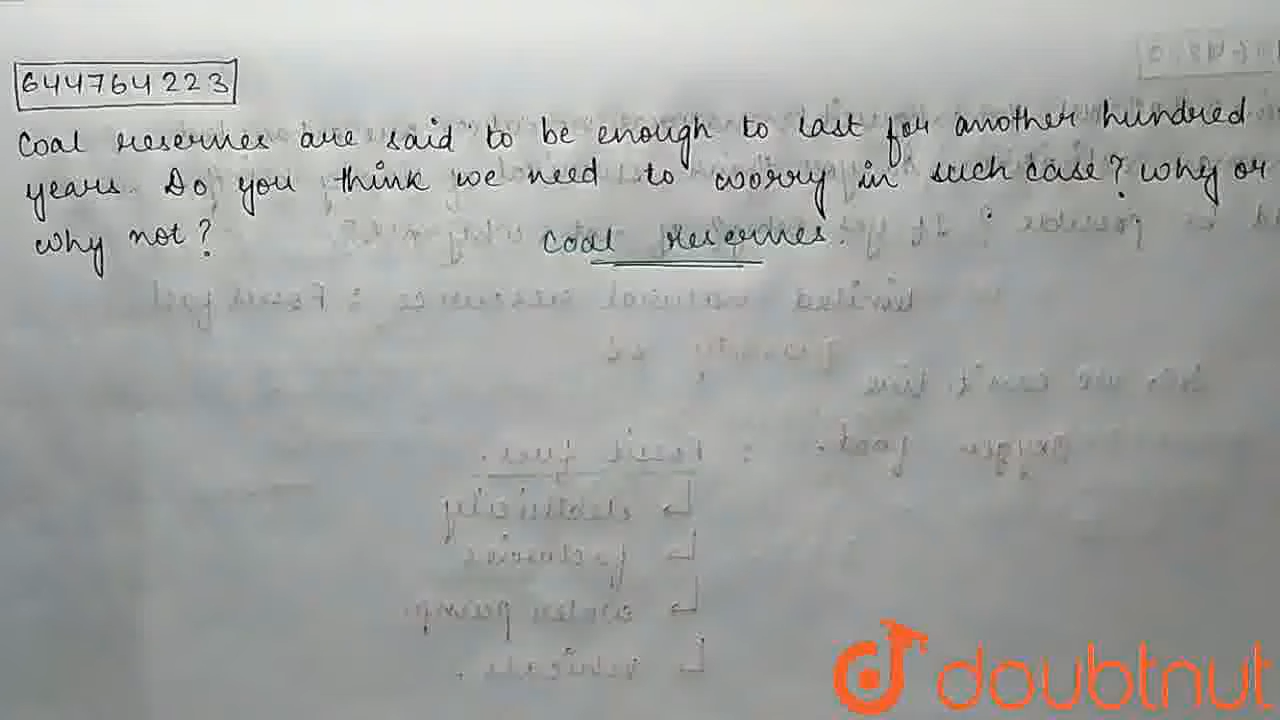 644764223
Coal reserves are said to be enough to last for another hundred
years. Do you think we need to worry in such case? why or
why not?
coal reserves.
doubtnut